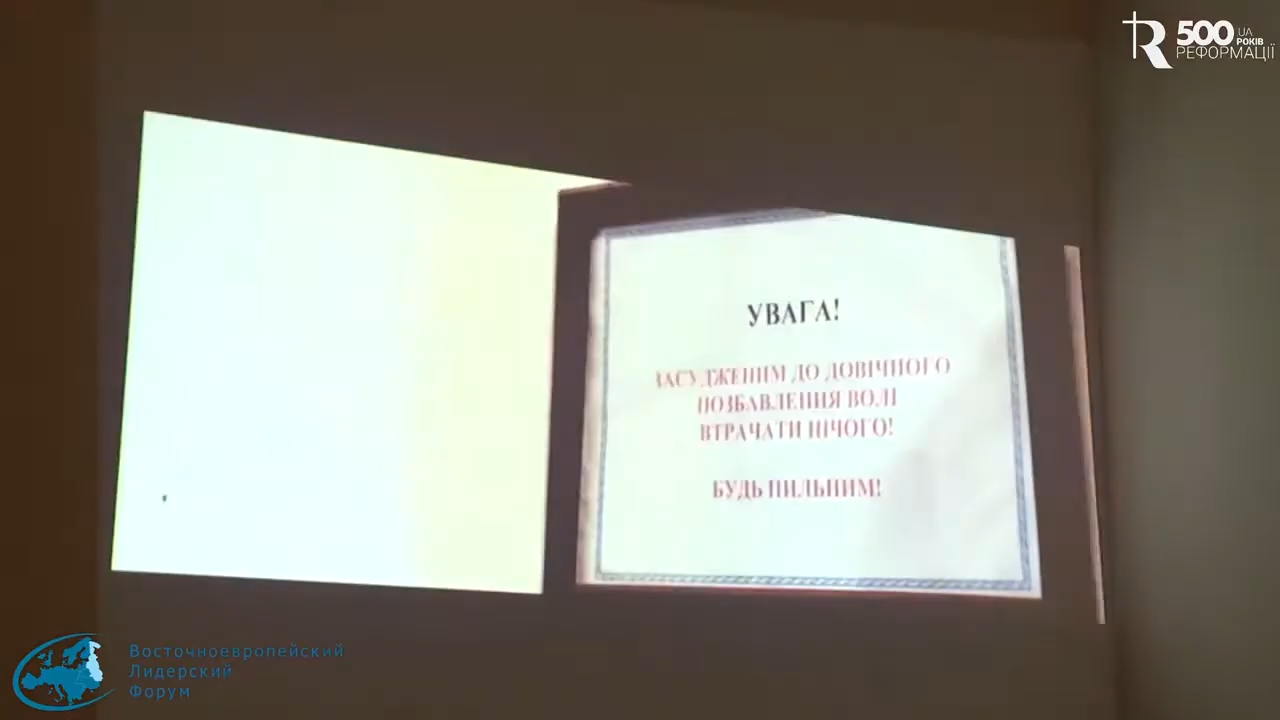 500 UA
РОКІВ
РЕФОРМАЦІЇ
УВАГА!
ЗАСУДЖЕНИМ ДО ДОВІЧНОГО
ПОЗБАВЛЕННЯ ВОЛІ
ВТРАЧАТИ НІЧОГО!
БУДЬ ПИЛЬНИМ!
Восточноевропейский
Лидерский
Форум